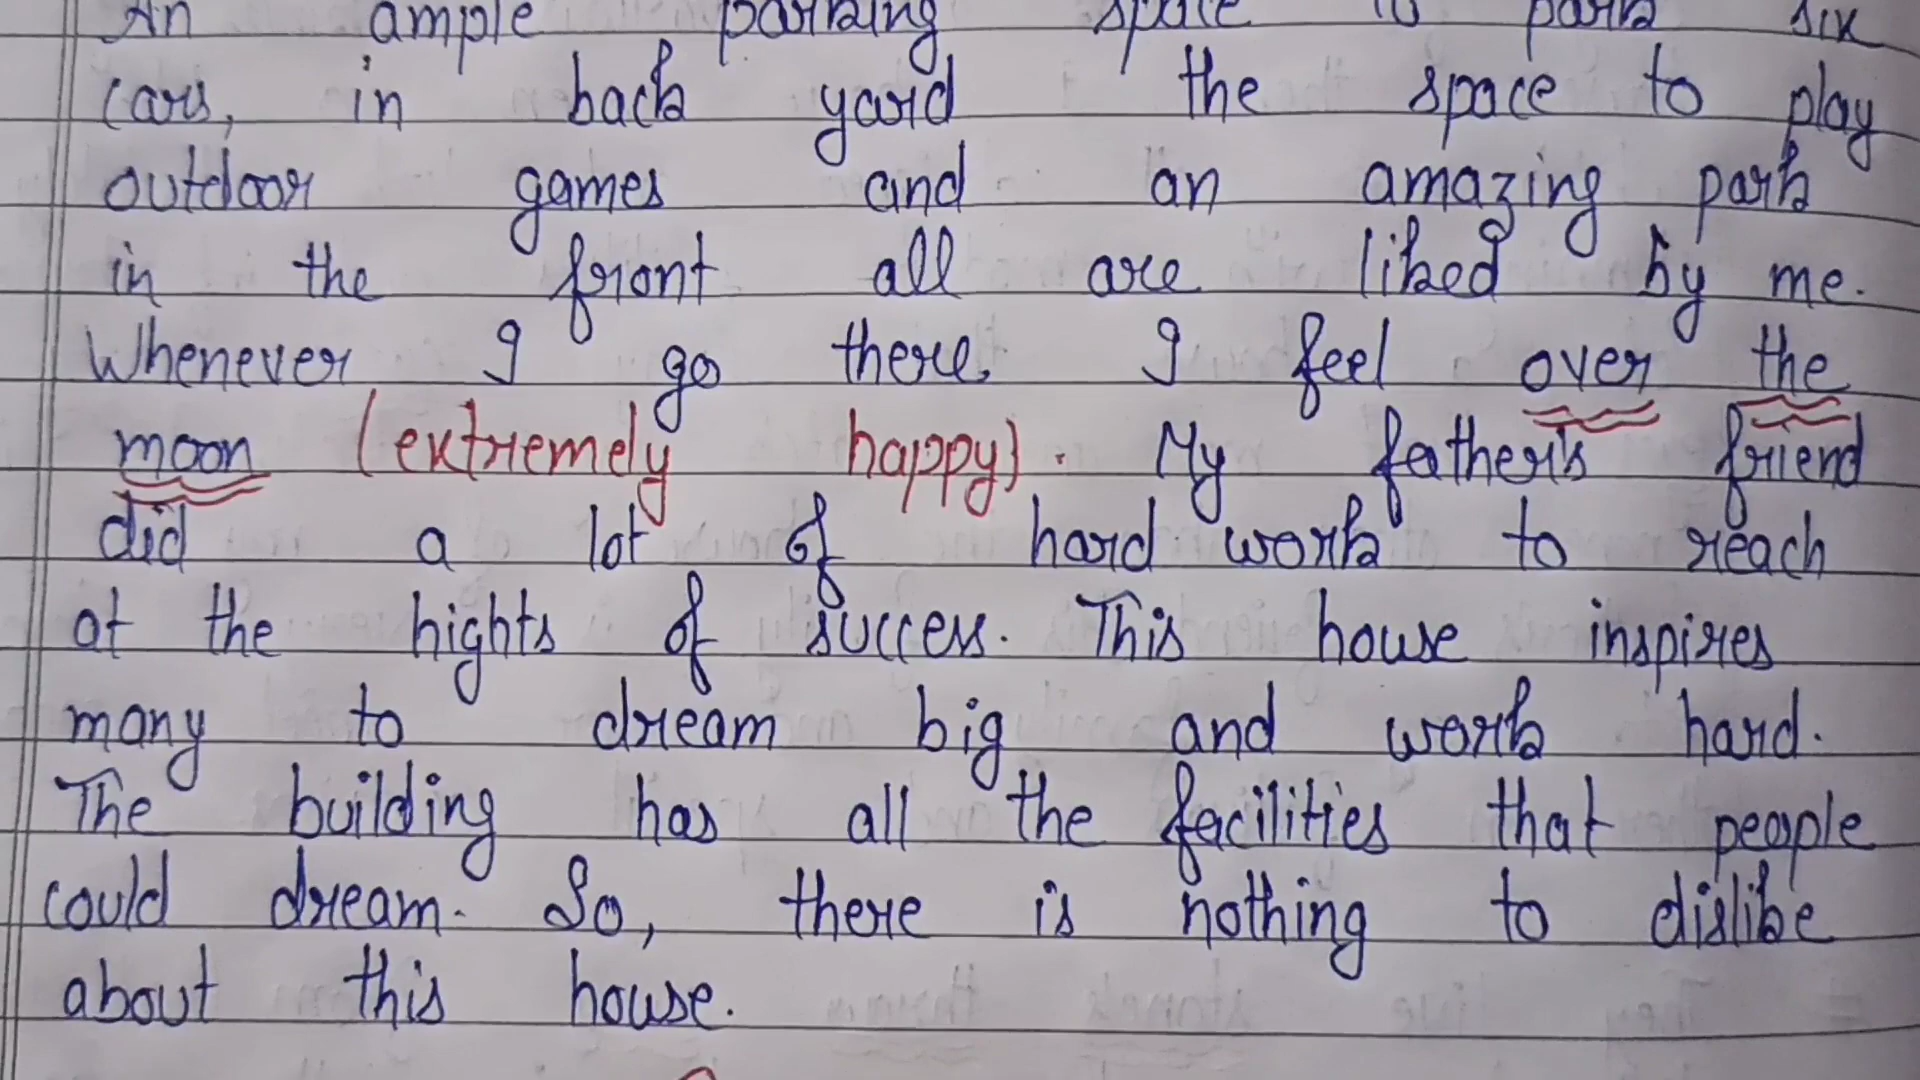 An ample parking space to park six
cars, in back yard the space to play
outdoor games and an amazing park
in the front all are liked by me.
Whenever I go there, I feel over the
moon (extremely happy). My father's friend
did a lot of hard work to reach
at the hights of success. This house inspires
many to dream big and work hard.
The building has all the facilities that people
could dream. So, there is nothing to dislike
about this house.